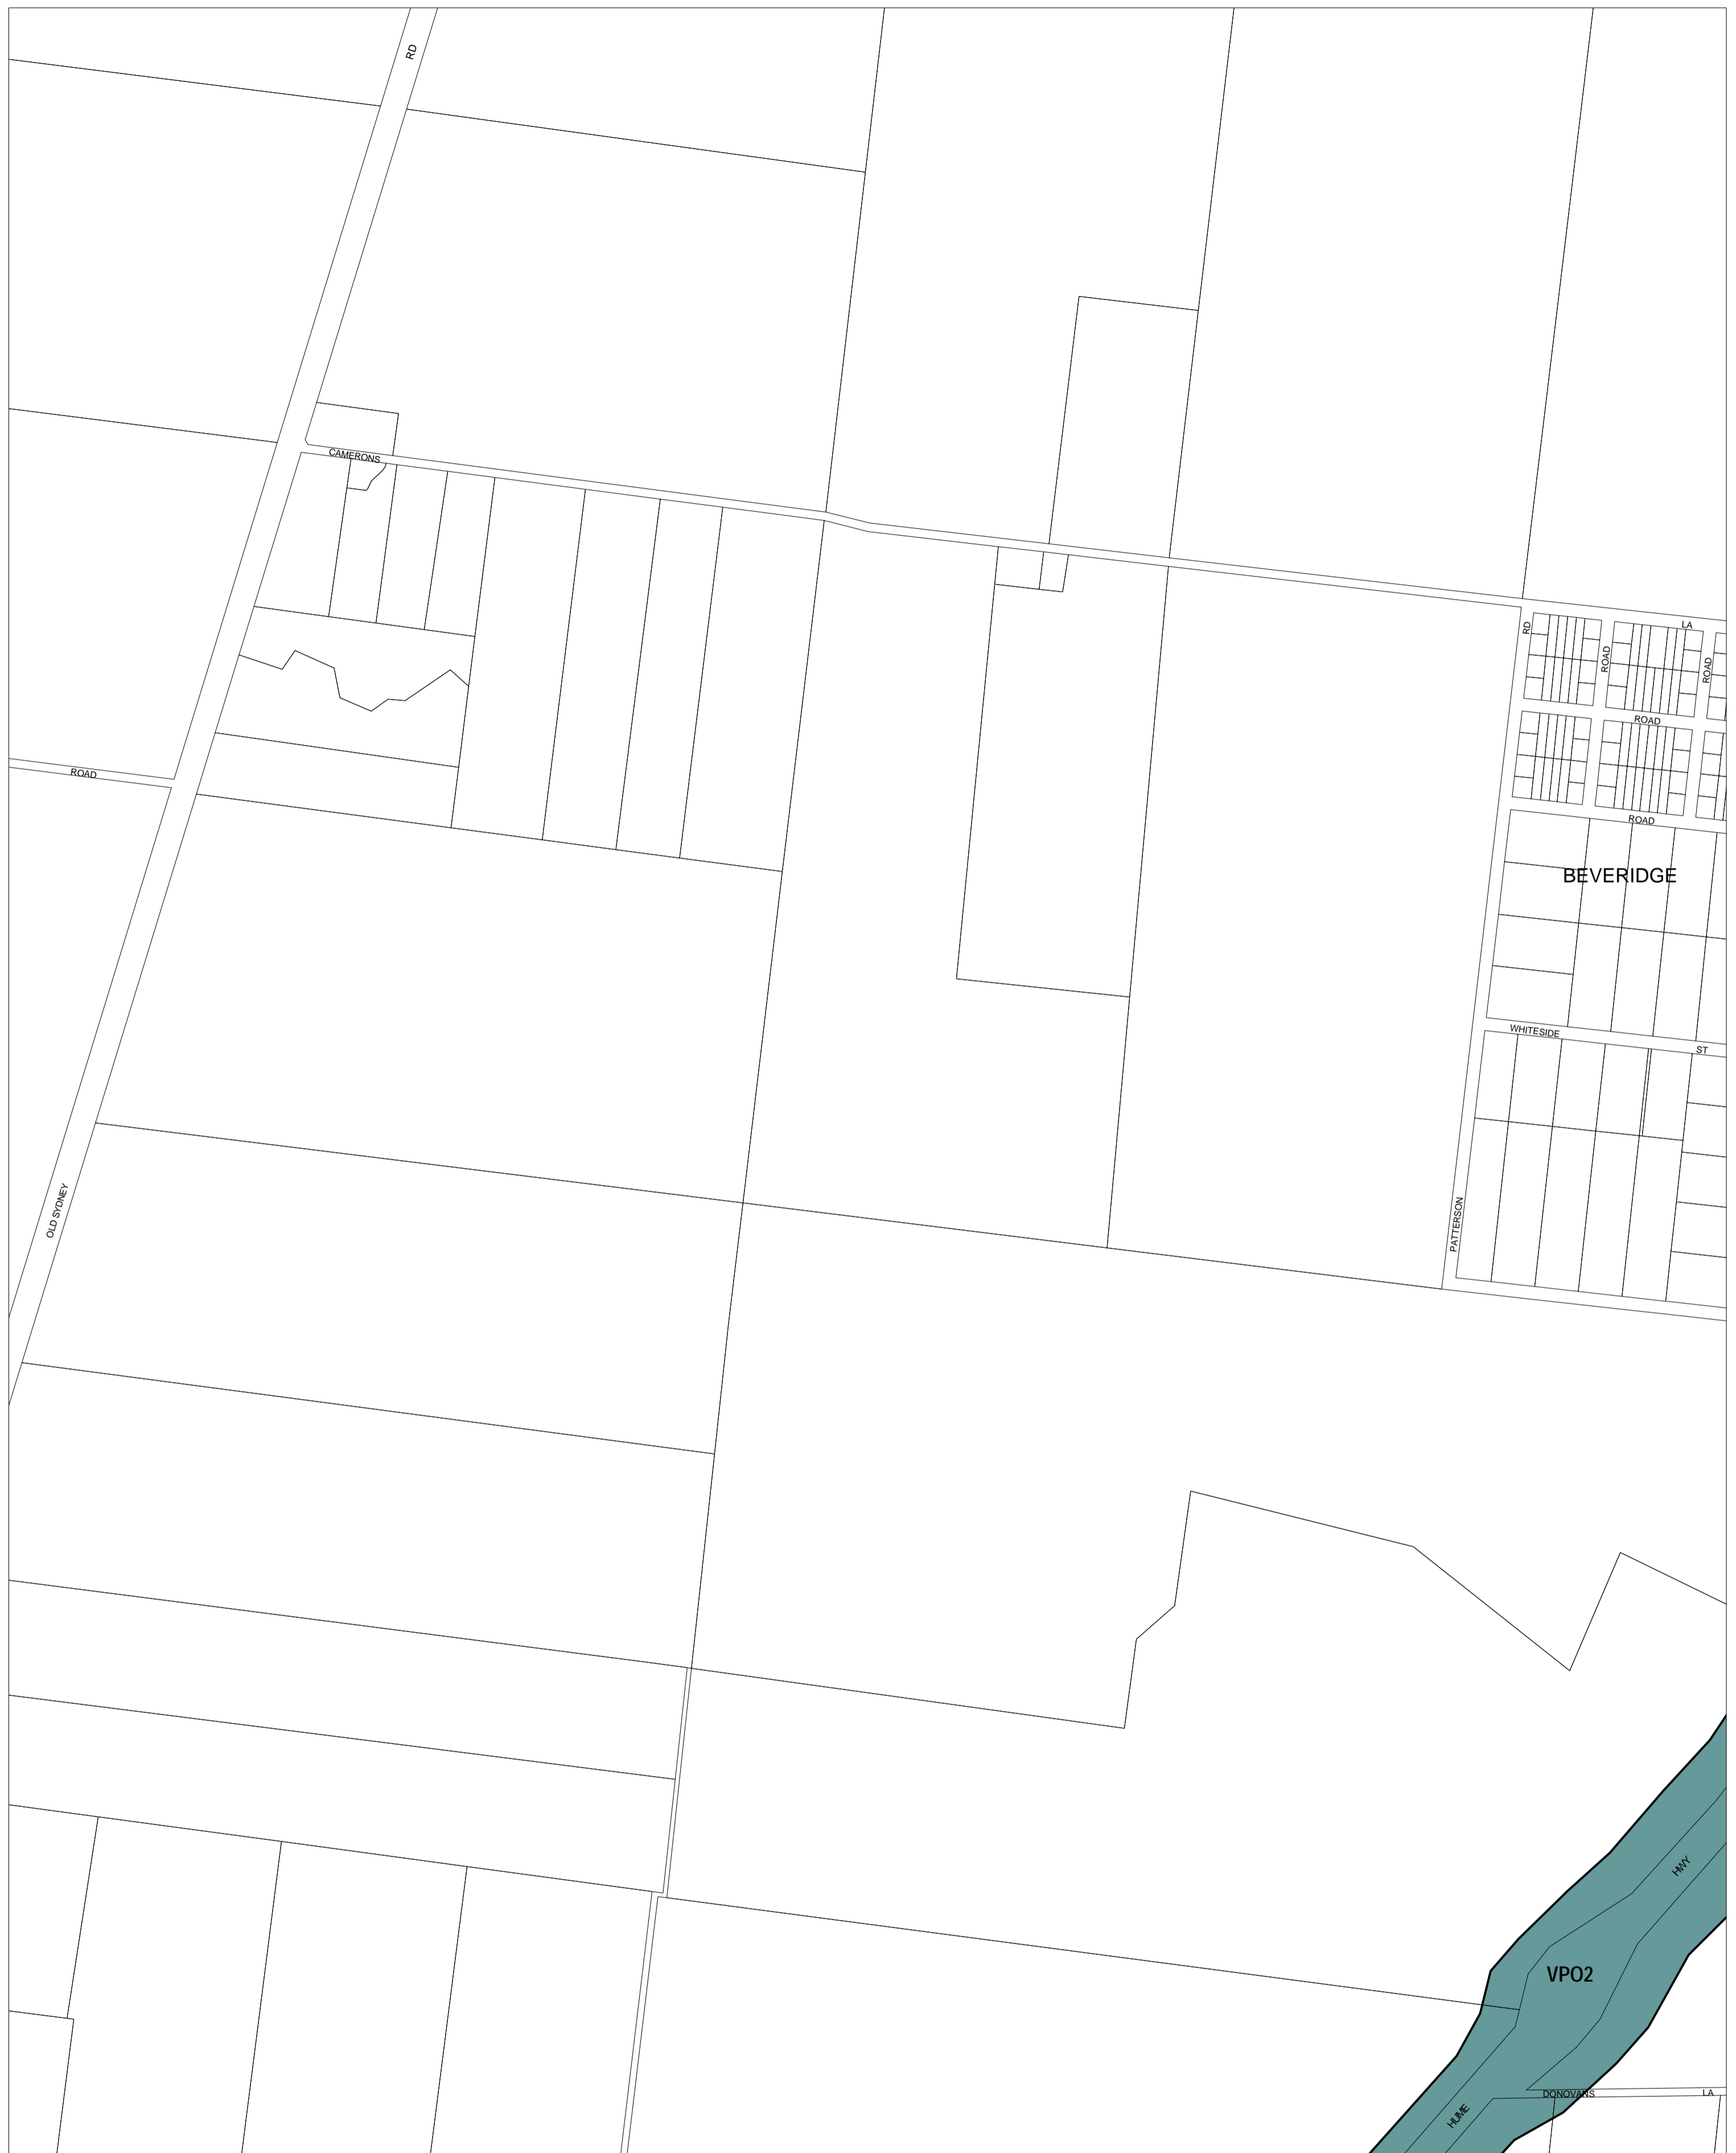 RD
CAMERONS
LA
RD
ROAD
ROAD
ROAD
ROAD
ROAD
BEVERIDGE
WHITESIDE
ST
OLD SYDNEY
PATTERSON
HWY
VPO2
DONOVANS
LA
HUME